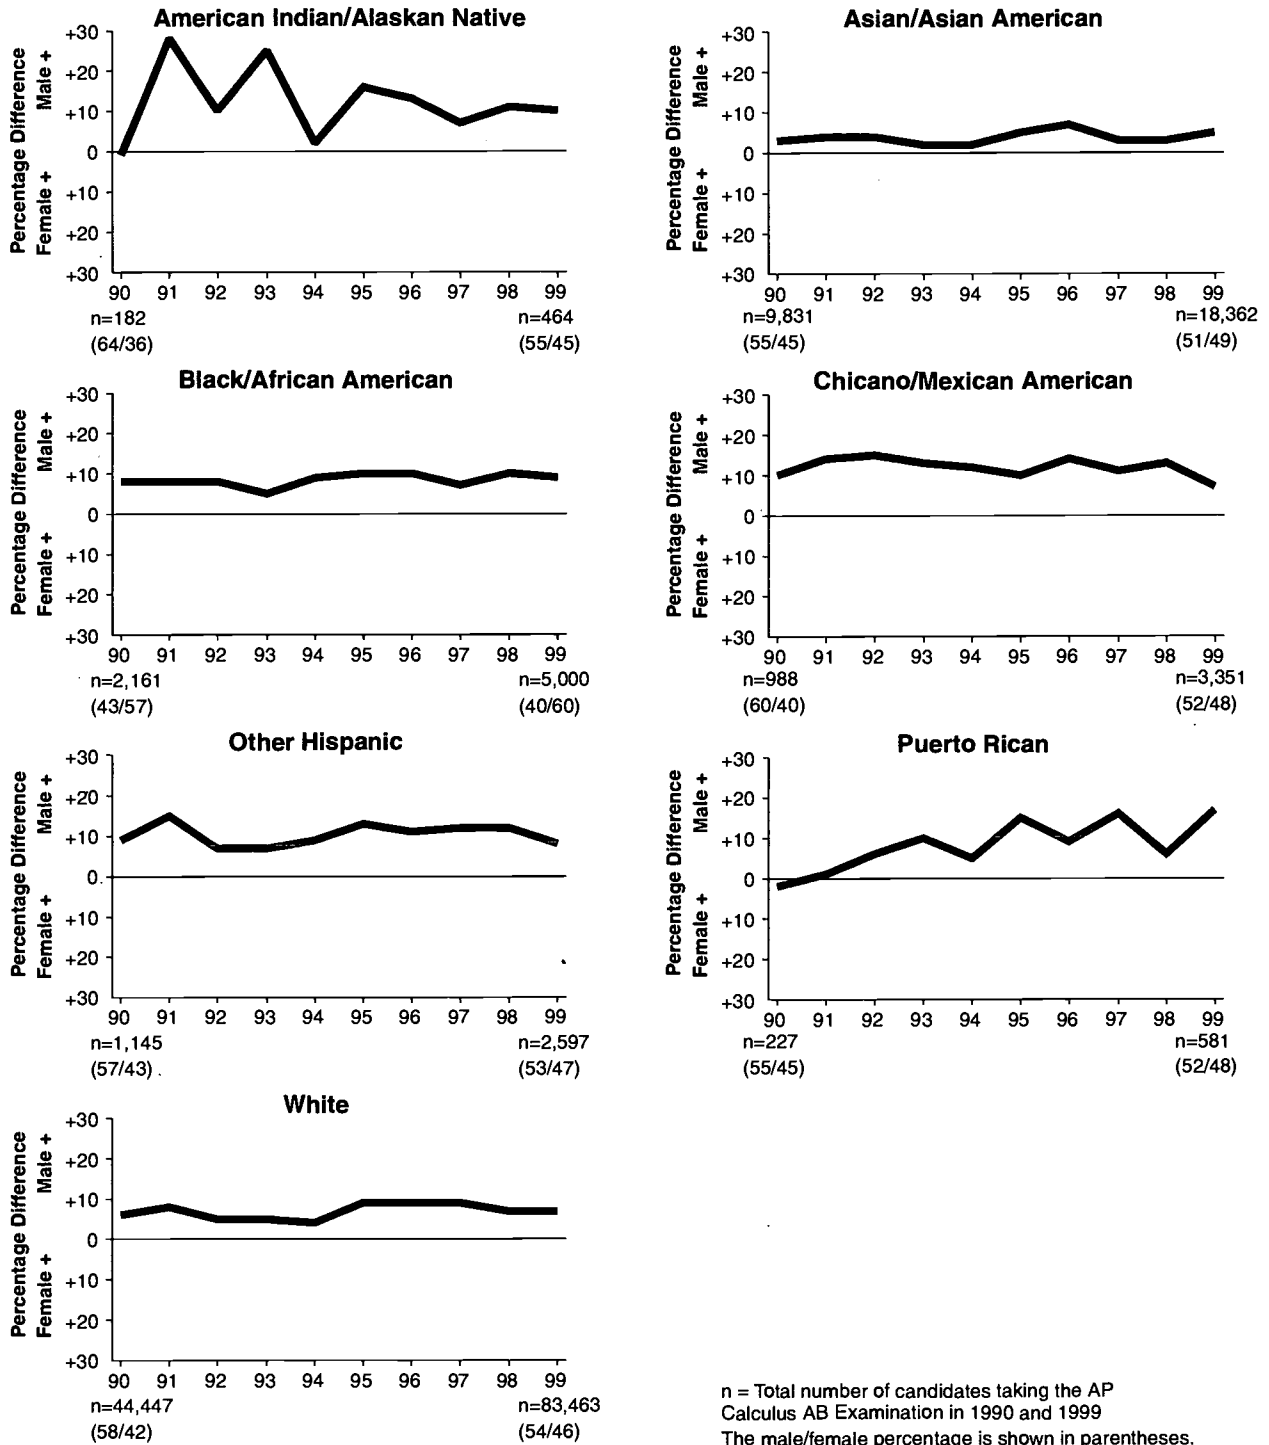 American Indian/Alaskan Native
Percentage Difference
Female + Male +
+30
+20
+10
0
+10
+20
+30
90 91 92 93 94 95 96 97 98 99
n=182 n=464
(64/36) (55/45)
Asian/Asian American
Percentage Difference
Female + Male +
+30
+20
+10
0
+10
+20
+30
90 91 92 93 94 95 96 97 98 99
n=9,831 n=18,362
(55/45) (51/49)
Black/African American
Percentage Difference
Female + Male +
+30
+20
+10
0
+10
+20
+30
90 91 92 93 94 95 96 97 98 99
n=2,161 n=5,000
(43/57) (40/60)
Chicano/Mexican American
Percentage Difference
Female + Male +
+30
+20
+10
0
+10
+20
+30
90 91 92 93 94 95 96 97 98 99
n=988 n=3,351
(60/40) (52/48)
Other Hispanic
Percentage Difference
Female + Male +
+30
+20
+10
0
+10
+20
+30
90 91 92 93 94 95 96 97 98 99
n=1,145 n=2,597
(57/43) (53/47)
Puerto Rican
Percentage Difference
Female + Male +
+30
+20
+10
0
+10
+20
+30
90 91 92 93 94 95 96 97 98 99
n=227 n=581
(55/45) (52/48)
White
Percentage Difference
Female + Male +
+30
+20
+10
0
+10
+20
+30
90 91 92 93 94 95 96 97 98 99
n=44,447 n=83,463
(58/42) (54/46)
n = Total number of candidates taking the AP
Calculus AB Examination in 1990 and 1999
The male/female percentage is shown in parentheses.